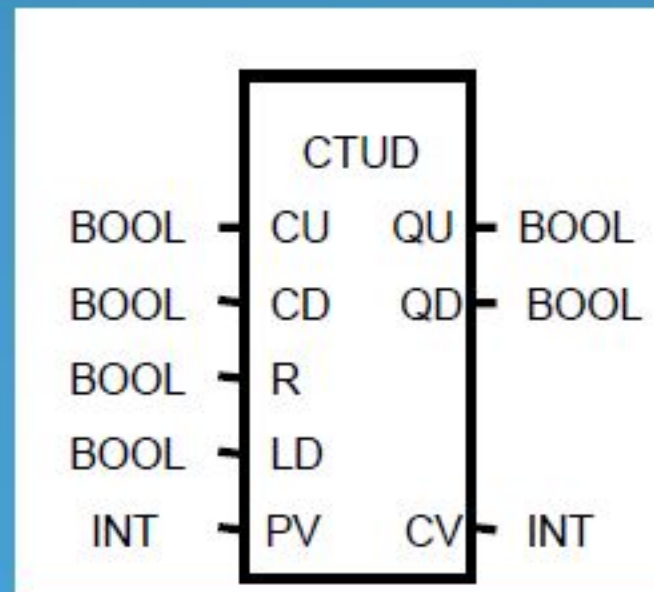 CTUD
BOOL CU QU BOOL
BOOL CD QD BOOL
BOOL R
BOOL LD
INT PV CV INT